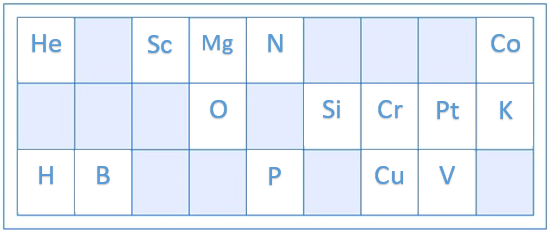 He Sc Mg N Co
O Si Cr Pt K
H B P Cu V